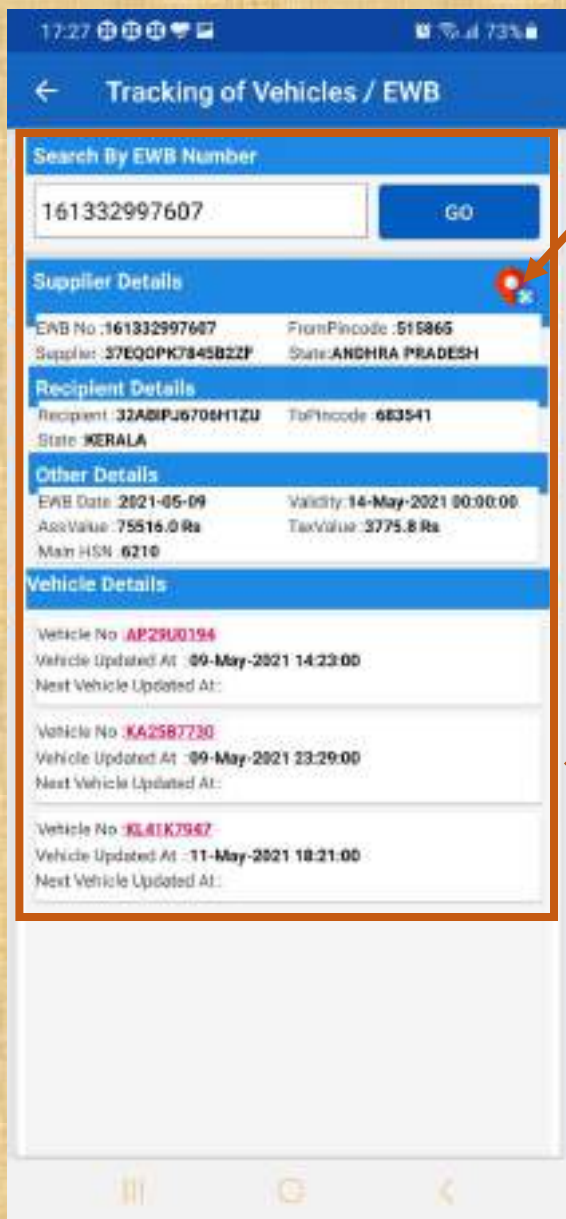 17:27 73%
Tracking of Vehicles / EWB
Search By EWB Number
161332997607 GO
Supplier Details
EWB No :161332997607 FromPincode :515865
Supplier : State:ANDHRA PRADESH
Recipient Details
Recipient :32ABIPJ6706H1ZU ToPincode :683541
State :KERALA
Other Details
EWB Date :2021-05-09 Validity:14-May-2021 00:00:00
AssValue :75516.0 Rs TaxValue :3775.8 Rs
Main HSN :6210
Vehicle Details
Vehicle No :AP29U0194
Vehicle Updated At : 09-May-2021 14:23:00
Next Vehicle Updated At :
Vehicle No :KA25B7730
Vehicle Updated At : 09-May-2021 23:29:00
Next Vehicle Updated At :
Vehicle No :KL41K7947
Vehicle Updated At : 11-May-2021 18:21:00
Next Vehicle Updated At :